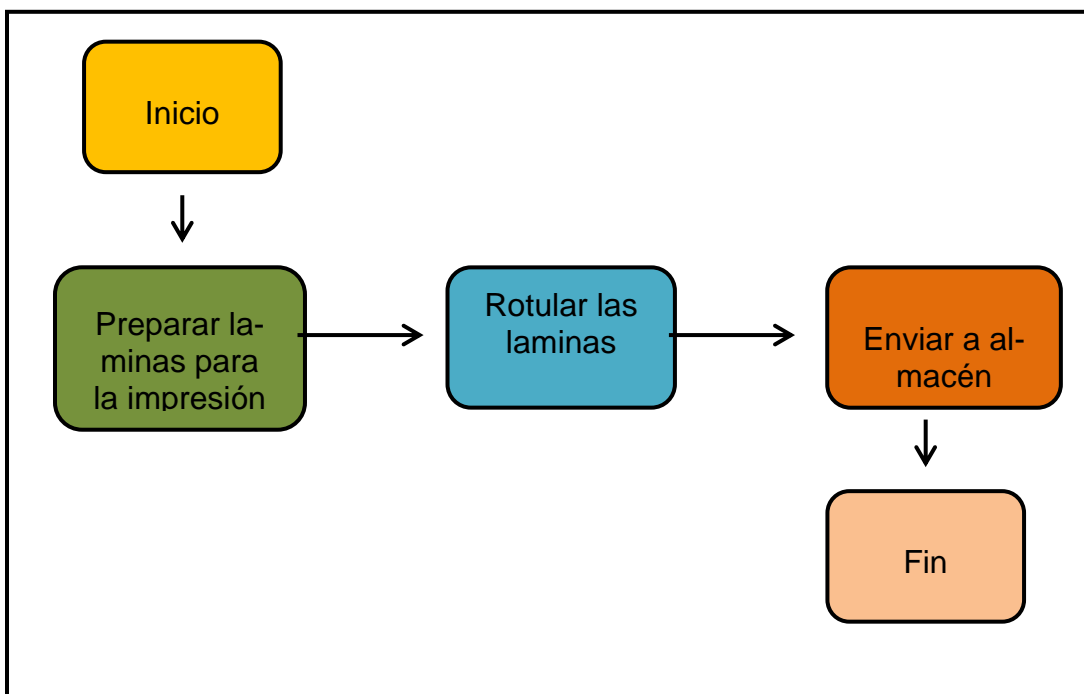 Inicio
Preparar la-
minas para
la impresión
Rotular las
laminas
Enviar a al-
macén
Fin